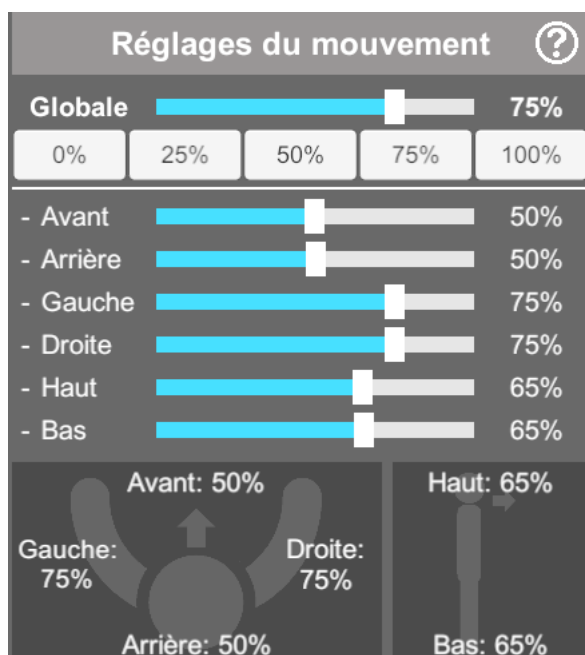 Réglages du mouvement ?
Globale 75%
0% 25% 50% 75% 100%
- Avant 50%
- Arrière 50%
- Gauche 75%
- Droite 75%
- Haut 65%
- Bas 65%
Avant: 50%
Gauche:
75%
Droite:
75%
Arrière: 50%
Haut: 65%
Bas: 65%